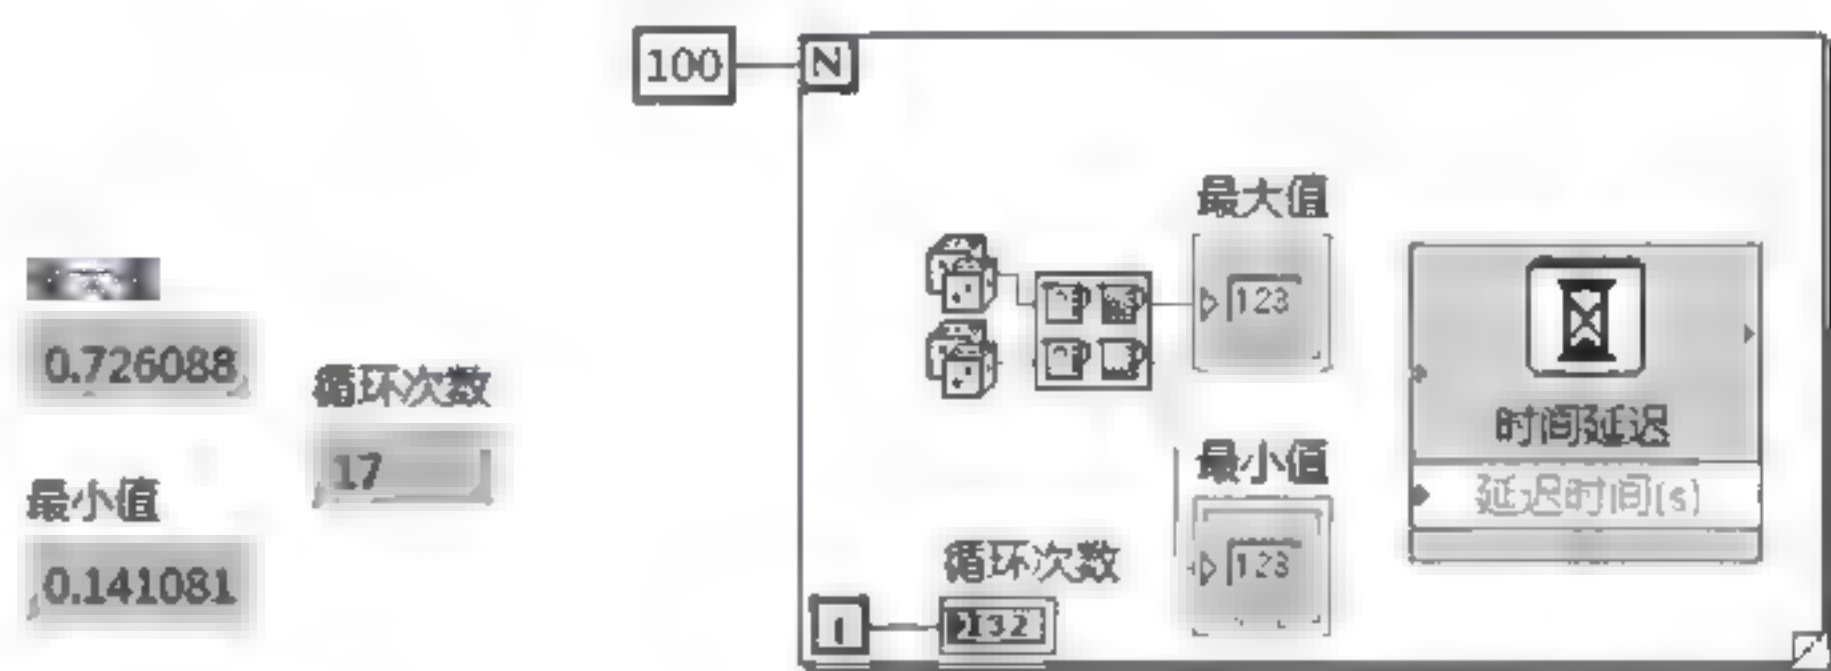 0.726088
循环次数
17
最小值
0.141081
100
N
最大值
123
时间延迟
延迟时间(s)
最小值
123
循环次数
I32